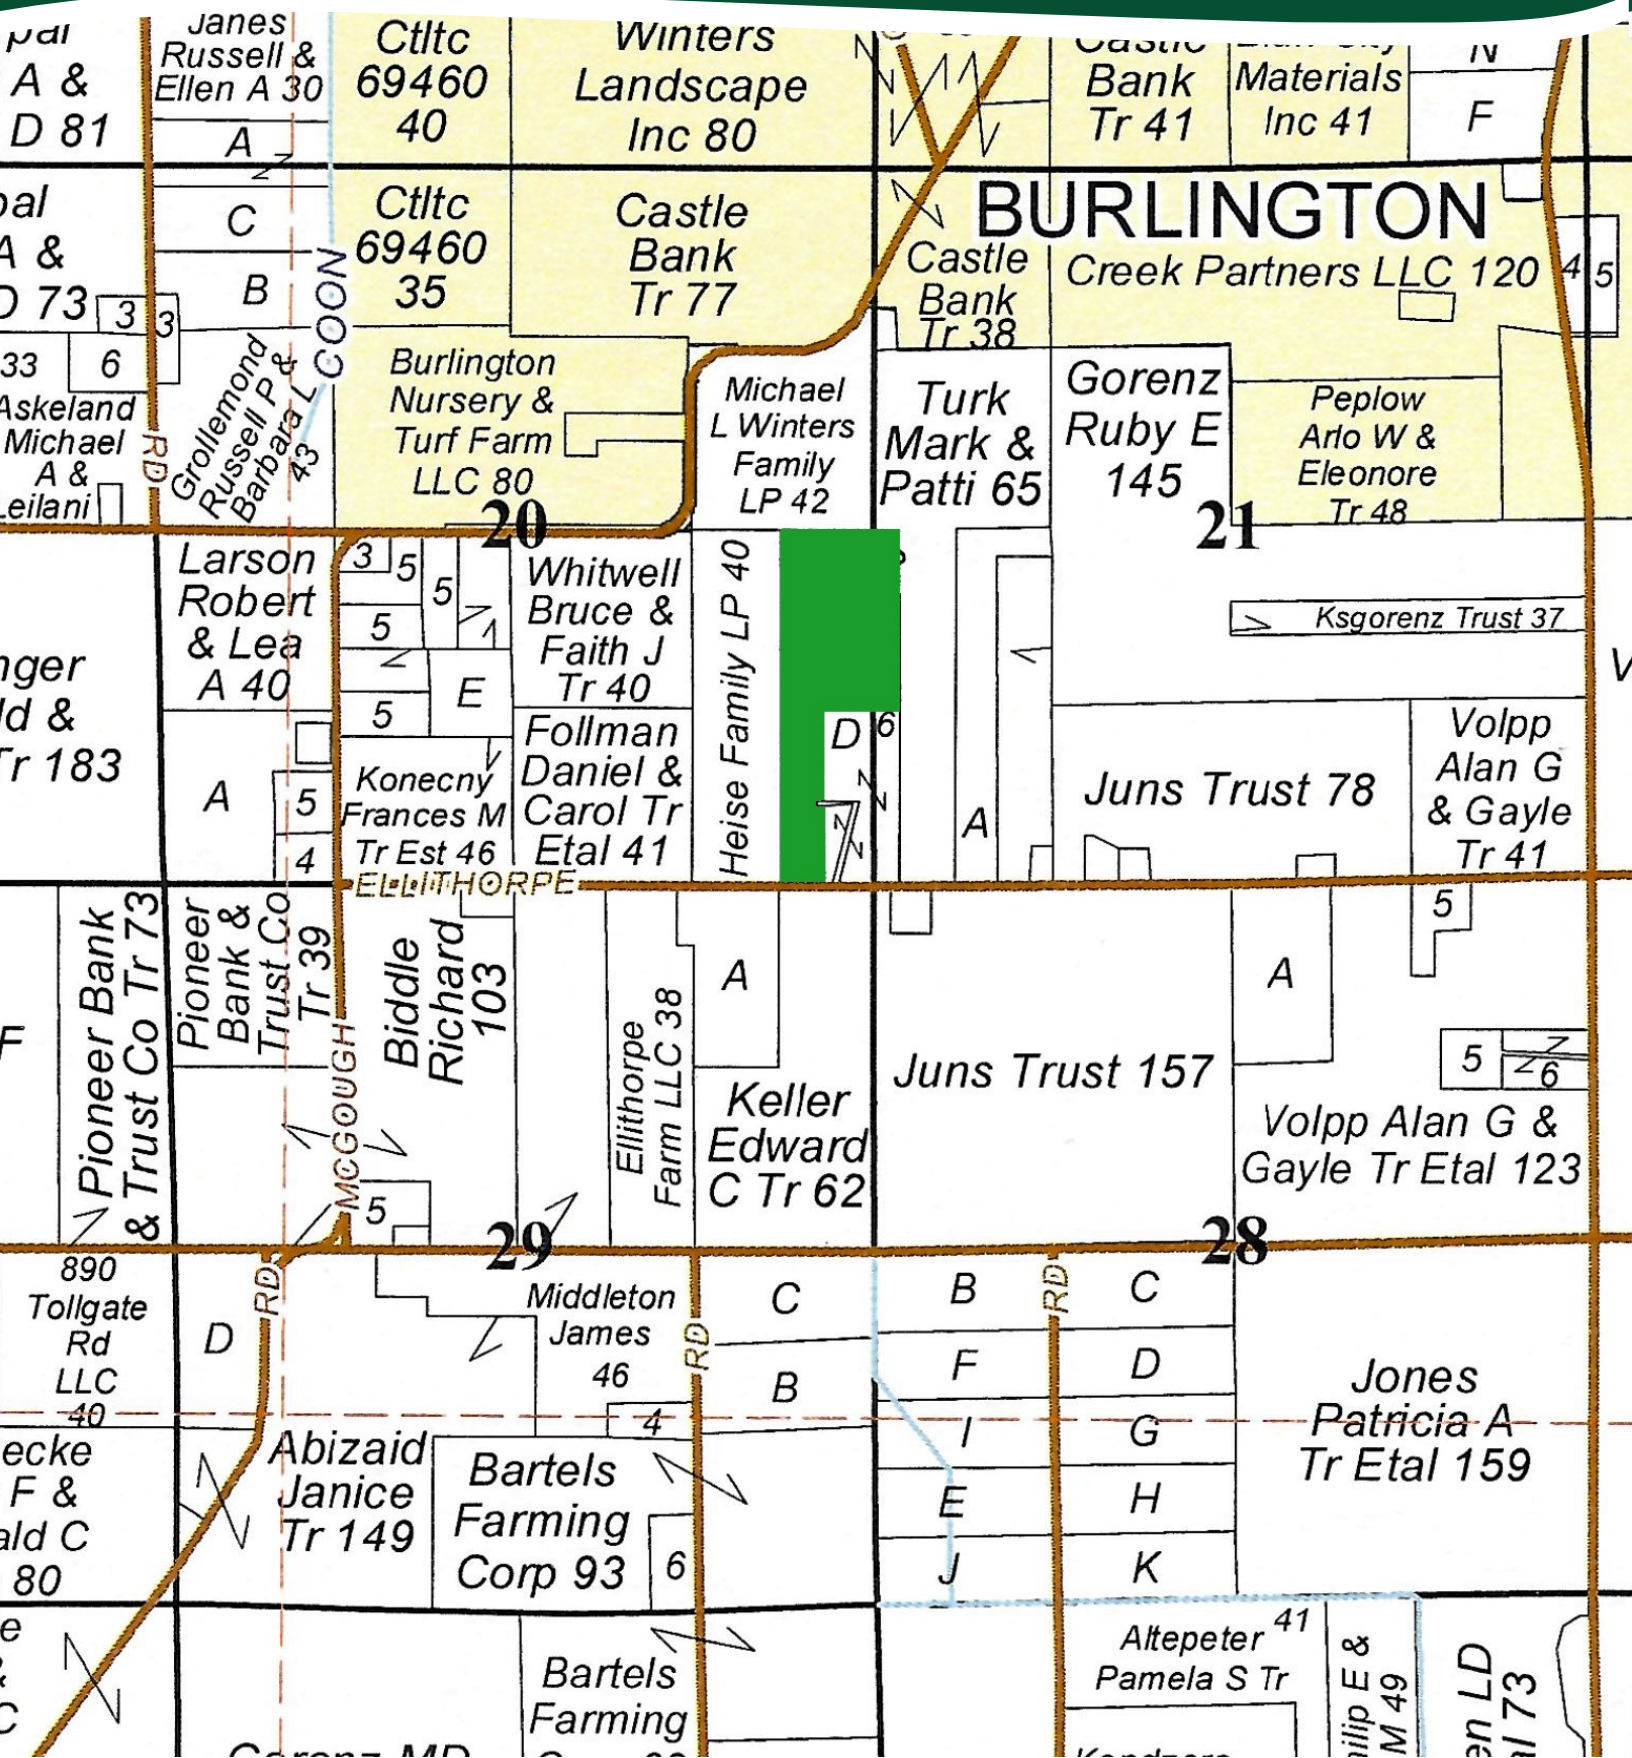 Janes
Russell &
Ellen A 30
A &
D 81
A
Ctltc
69460
40
Winters
Landscape
Inc 80
Bank
Tr 41
Materials
Inc 41
N
F
A &
D 73
3
3
33
6
Askeland
Michael
A &
Leilani
RD
C
B
Grollemond
Russell P &
Barbara L
43
COON
Ctltc
69460
35
Castle
Bank
Tr 77
Castle
Bank
Tr 38
BURLINGTON
Creek Partners LLC 120
4
5
Burlington
Nursery &
Turf Farm
LLC 80
Michael
L Winters
Family
LP 42
Turk
Mark &
Patti 65
Gorenz
Ruby E
145
Peplow
Arlo W &
Eleonore
Tr 48
20
21
Larson
Robert
& Lea
A 40
3
5
5
5
5
E
Whitwell
Bruce &
Faith J
Tr 40
Heise Family LP 40
Ksgorenz Trust 37
Tr 183
A
5
4
Konecny
Frances M
Tr Est 46
Follman
Daniel &
Carol Tr
Etal 41
D
6
A
Juns Trust 78
Volpp
Alan G
& Gayle
Tr 41
ELLITHORPE
F
Pioneer Bank
& Trust Co Tr 73
Pioneer
Bank &
Trust Co
Tr 39
MCGOUGH
RD
Biddle
Richard
103
5
Ellithorpe
Farm LLC 38
A
Keller
Edward
C Tr 62
Juns Trust 157
A
5
5
6
Volpp Alan G &
Gayle Tr Etal 123
29
28
890
Tollgate
Rd
LLC
40
D
Middleton
James
46
4
RD
C
B
B
F
I
E
J
RD
C
D
G
H
K
Jones
Patricia A
Tr Etal 159
F &
80
Abizaid
Janice
Tr 149
Bartels
Farming
Corp 93
6
Bartels
Farming
Altepeter 41
Pamela S Tr
M 49